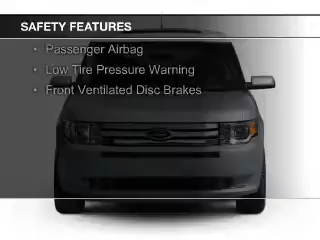 SAFETY FEATURES
• Passenger Airbag
• Low Tire Pressure Warning
• Front Ventilated Disc Brakes